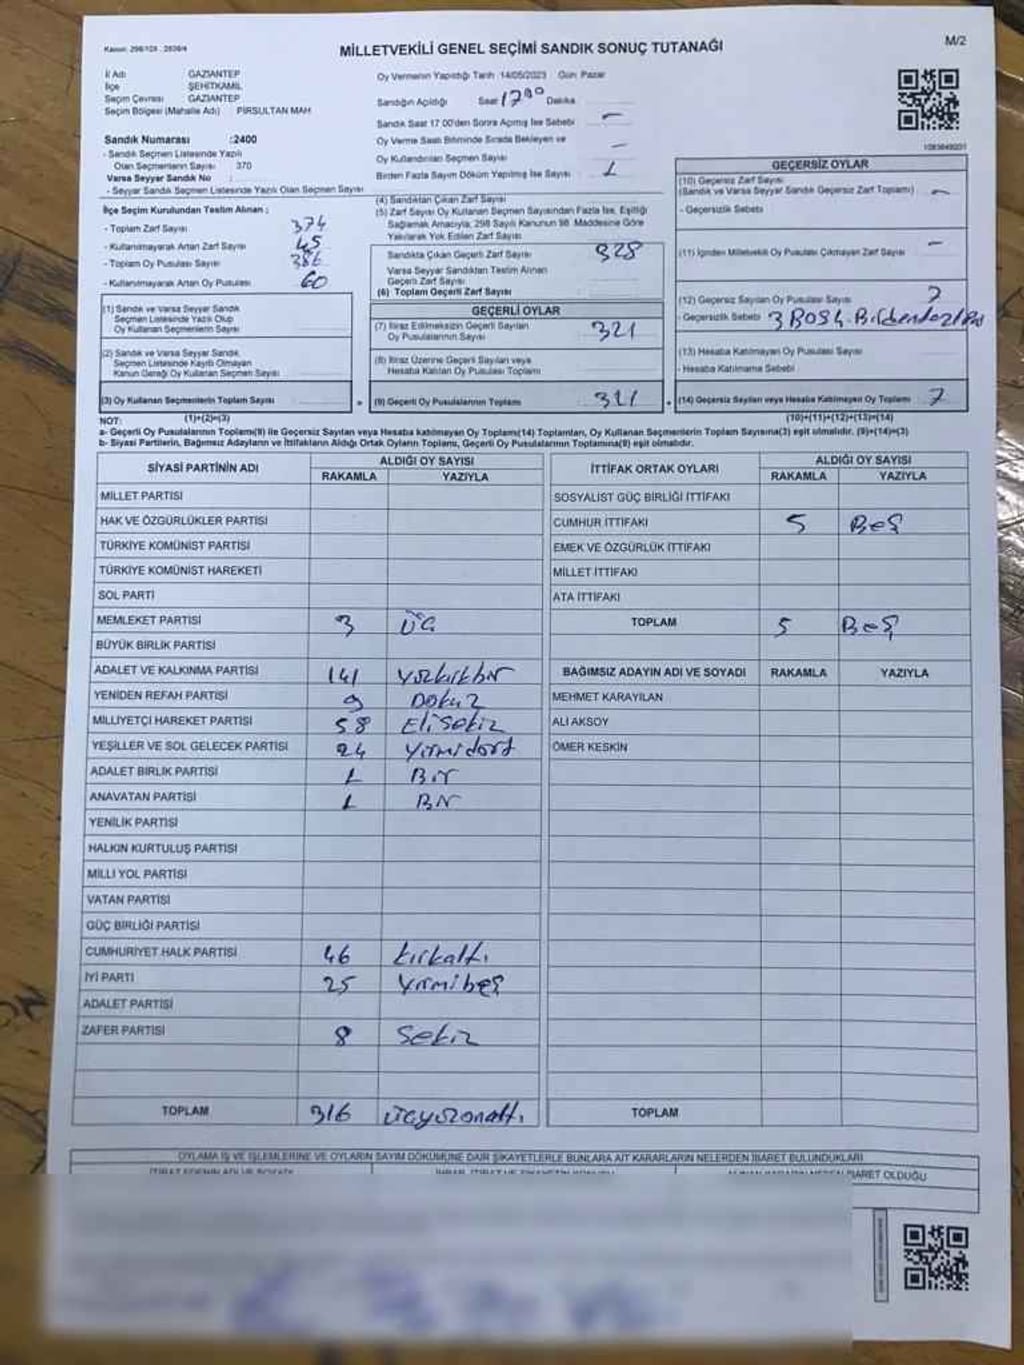 Kanun: 298/105 , 2839/4
MİLLETVEKİLİ GENEL SEÇİMİ SANDIK SONUÇ TUTANAĞI
M/2
İl Adı GAZİANTEP
İlçe ŞEHİTKAMİL
Seçim Çevresi GAZİANTEP
Seçim Bölgesi (Mahalle Adı) : PİRSULTAN MAH
Sandık Numarası :2400
- Sandık Seçmen Listesinde Yazılı
Olan Seçmenlerin Sayısı 370
Varsa Seyyar Sandık No :
- Seyyar Sandık Seçmen Listesinde Yazılı Olan Seçmen Sayısı
İlçe Seçim Kurulundan Teslim Alınan ;
- Toplam Zarf Sayısı 374
- Kullanılmayarak Artan Zarf Sayısı 45
- Toplam Oy Pusulası Sayısı 386
- Kullanılmayarak Artan Oy Pusulası 60
Oy Vermenin Yapıldığı Tarih :14/05/2023 Gün: Pazar
Sandığın Açıldığı Saat 17 00 Dakika
Sandık Saat 17.00'den Sonra Açılmış İse Sebebi -
Oy Verme Saati Bitiminde Sırada Bekleyen ve
Oy Kullandırılan Seçmen Sayısı -
Birden Fazla Sayım Döküm Yapılmış İse Sayısı 1
(4) Sandıktan Çıkan Zarf Sayısı
(5) Zarf Sayısı Oy Kullanan Seçmen Sayısından Fazla İse, Eşitliği
Sağlamak Amacıyla, 298 Sayılı Kanunun 98. Maddesine Göre
Yakılarak Yok Edilen Zarf Sayısı
Sandıkta Çıkan Geçerli Zarf Sayısı 328
Varsa Seyyar Sandıktan Teslim Alınan
Geçerli Zarf Sayısı
(6) Toplam Geçerli Zarf Sayısı
GEÇERSİZ OYLAR
(10) Geçersiz Zarf Sayısı
(Sandık ve Varsa Seyyar Sandık Geçersiz Zarf Toplamı) -
- Geçersizlik Sebebi
(11) İçinden Milletvekili Oy Pusulası Çıkmayan Zarf Sayısı -
(12) Geçersiz Sayılan Oy Pusulası Sayısı 7
- Geçersizlik Sebebi 3 BOŞ 4
(13) Hesaba Katılmayan Oy Pusulası Sayısı
- Hesaba Katılmama Sebebi
(14) Geçersiz Sayılan veya Hesaba Katılmayan Oy Toplamı 7
(10)+(11)+(12)+(13)=(14)
(1) Sandık ve Varsa Seyyar Sandık
Seçmen Listesinde Yazılı Olup
Oy Kullanan Seçmenlerin Sayısı
(2) Sandık ve Varsa Seyyar Sandık
Seçmen Listesinde Kaydı Olmayan
Kanun Gereği Oy Kullanan Seçmen Sayısı
(3) Oy Kullanan Seçmenlerin Toplam Sayısı
(1)+(2)=(3)
GEÇERLİ OYLAR
(7) İtiraz Edilmeksizin Geçerli Sayılan
Oy Pusulalarının Sayısı 321
(8) İtiraz Üzerine Geçerli Sayılan veya
Hesaba Katılan Oy Pusulası Toplamı
(9) Geçerli Oy Pusulalarının Toplamı 321
NOT:
a- Geçerli Oy Pusulalarının Toplamı(9) ile Geçersiz Sayılan veya Hesaba katılmayan Oy Toplamı(14) Toplamları, Oy Kullanan Seçmenlerin Toplam Sayısına(3) eşit olmalıdır. (9)+(14)=(3)
b- Siyasi Partilerin, Bağımsız Adayların ve İttifakların Aldığı Ortak Oyların Toplamı, Geçerli Oy Pusulalarının Toplamına(9) eşit olmalıdır.
SİYASİ PARTİNİN ADI ALDIĞI OY SAYISI
RAKAMLA YAZIYLA
MİLLET PARTİSİ
HAK VE ÖZGÜRLÜKLER PARTİSİ
TÜRKİYE KOMÜNİST PARTİSİ
TÜRKİYE KOMÜNİST HAREKETİ
SOL PARTİ
MEMLEKET PARTİSİ 3 ÜÇ
BÜYÜK BİRLİK PARTİSİ
ADALET VE KALKINMA PARTİSİ 141 yüzkırkbir
YENİDEN REFAH PARTİSİ 9 Dokuz
MİLLİYETÇİ HAREKET PARTİSİ 58 Ellisekiz
YEŞİLLER VE SOL GELECEK PARTİSİ 24 Yirmidört
ADALET BİRLİK PARTİSİ 1 Bir
ANAVATAN PARTİSİ 1 Bir
YENİLİK PARTİSİ
HALKIN KURTULUŞ PARTİSİ
MİLLİ YOL PARTİSİ
VATAN PARTİSİ
GÜÇ BİRLİĞİ PARTİSİ
CUMHURİYET HALK PARTİSİ 46 kırkaltı
İYİ PARTİ 25 Yirmibeş
ADALET PARTİSİ
ZAFER PARTİSİ 8 Sekiz
TOPLAM 316 üçyüzonaltı
İTTİFAK ORTAK OYLARI ALDIĞI OY SAYISI
RAKAMLA YAZIYLA
SOSYALİST GÜÇ BİRLİĞİ İTTİFAKI
CUMHUR İTTİFAKI 5 Beş
EMEK VE ÖZGÜRLÜK İTTİFAKI
MİLLET İTTİFAKI
ATA İTTİFAKI
TOPLAM 5 Beş
BAĞIMSIZ ADAYIN ADI VE SOYADI RAKAMLA YAZIYLA
MEHMET KARAYILAN
ALİ AKSOY
ÖMER KESKİN
TOPLAM
OYLAMA İŞ VE İŞLEMLERİNE VE OYLARIN SAYIM DÖKÜMÜNE DAİR ŞİKAYETLERLE BUNLARA AİT KARARLARIN NELERDEN İBARET BULUNDUKLARI
İBARET OLDUĞU